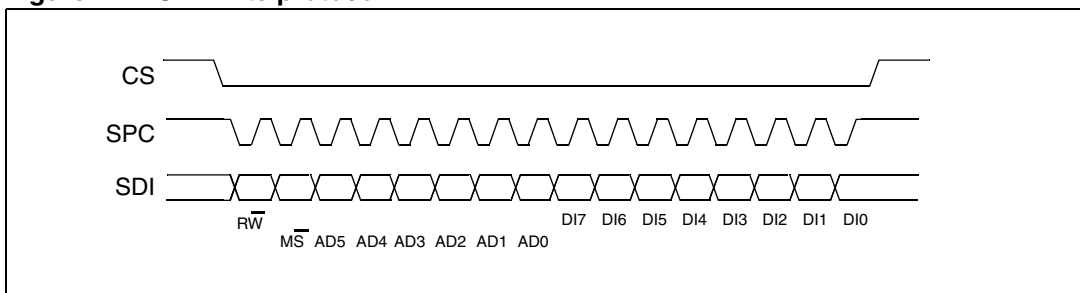 CS
SPC
SDI
RW DI7 DI6 DI5 DI4 DI3 DI2 DI1 DI0
MS AD5 AD4 AD3 AD2 AD1 AD0